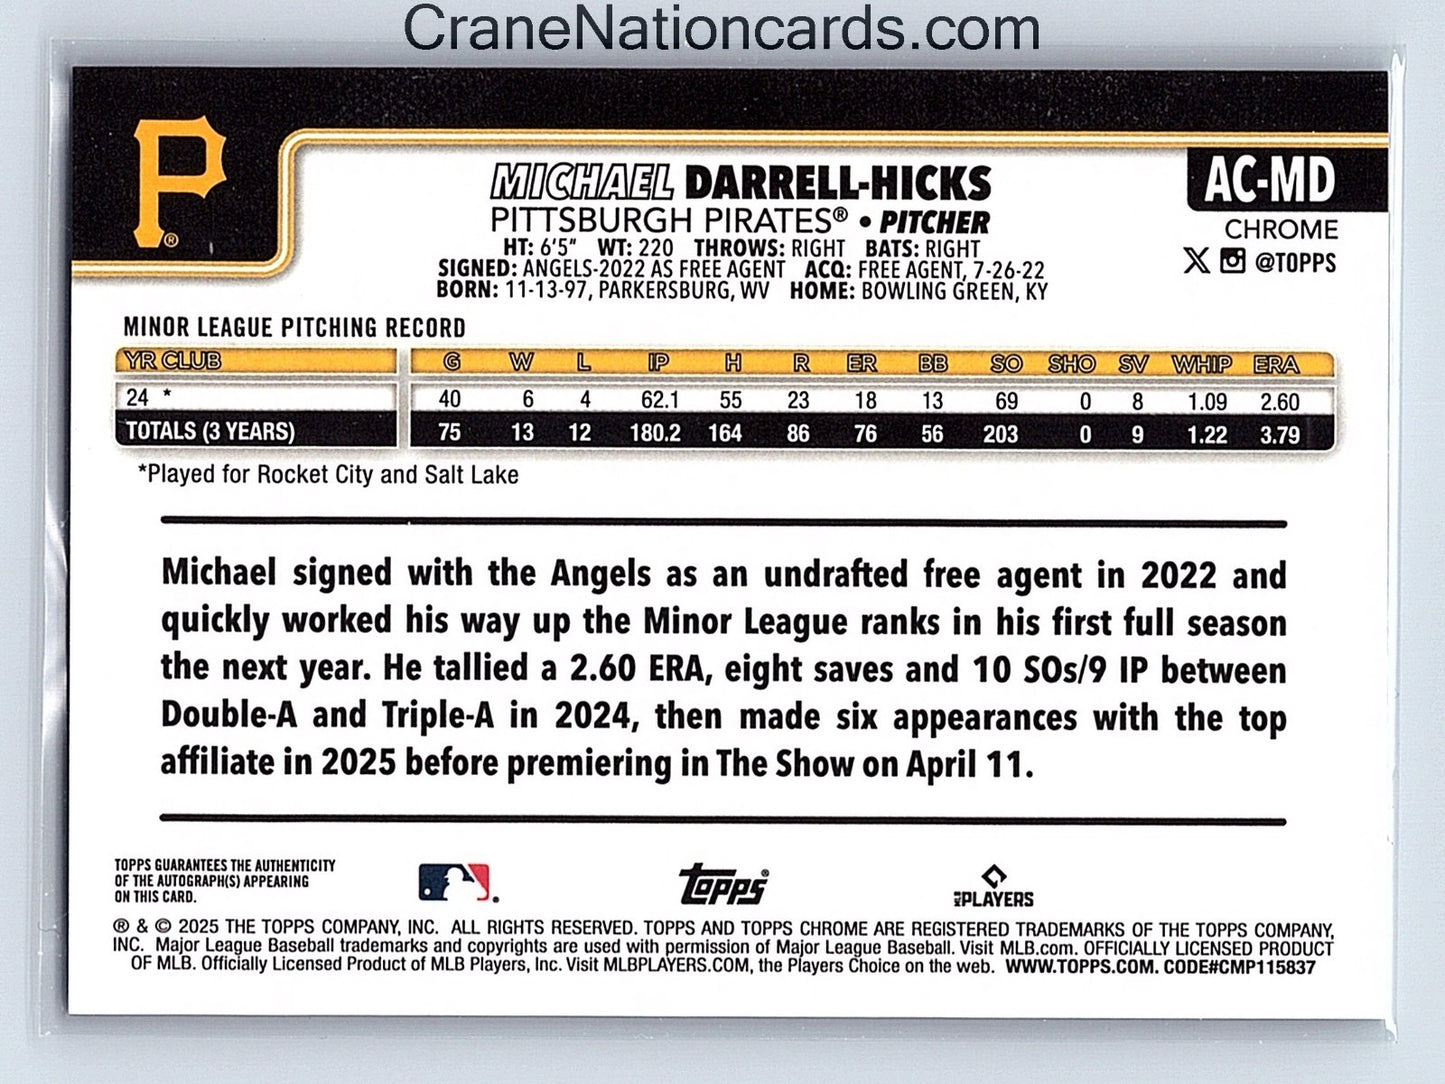 CraneNationcards.com
P®
MICHAEL DARRELL-HICKS
AC-MD
PITTSBURGH PIRATES® • PITCHER
CHROME
HT: 6'5" WT: 220 THROWS: RIGHT BATS: RIGHT
X @TOPPS
SIGNED: ANGELS-2022 AS FREE AGENT ACQ: FREE AGENT, 7-26-22
BORN: 11-13-97, PARKERSBURG, WV HOME: BOWLING GREEN, KY
MINOR LEAGUE PITCHING RECORD
YR CLUB G W L IP H R ER BB SO SHO SV WHIP ERA
24 * 40 6 4 62.1 55 23 18 13 69 0 8 1.09 2.60
TOTALS (3 YEARS) 75 13 12 180.2 164 86 76 56 203 0 9 1.22 3.79
*Played for Rocket City and Salt Lake
Michael signed with the Angels as an undrafted free agent in 2022 and
quickly worked his way up the Minor League ranks in his first full season
the next year. He tallied a 2.60 ERA, eight saves and 10 SOs/9 IP between
Double-A and Triple-A in 2024, then made six appearances with the top
affiliate in 2025 before premiering in The Show on April 11.
TOPPS GUARANTEES THE AUTHENTICITY
OF THE AUTOGRAPH(S) APPEARING
ON THIS CARD.
Topps®
MLB PLAYERS
® & © 2025 THE TOPPS COMPANY, INC. ALL RIGHTS RESERVED. TOPPS AND TOPPS CHROME ARE REGISTERED TRADEMARKS OF THE TOPPS COMPANY,
INC. Major League Baseball trademarks and copyrights are used with permission of Major League Baseball. Visit MLB.com. OFFICIALLY LICENSED PRODUCT
OF MLB. Officially Licensed Product of MLB Players, Inc. Visit MLBPLAYERS.COM, the Players Choice on the web. WWW.TOPPS.COM. CODE#CMP115837